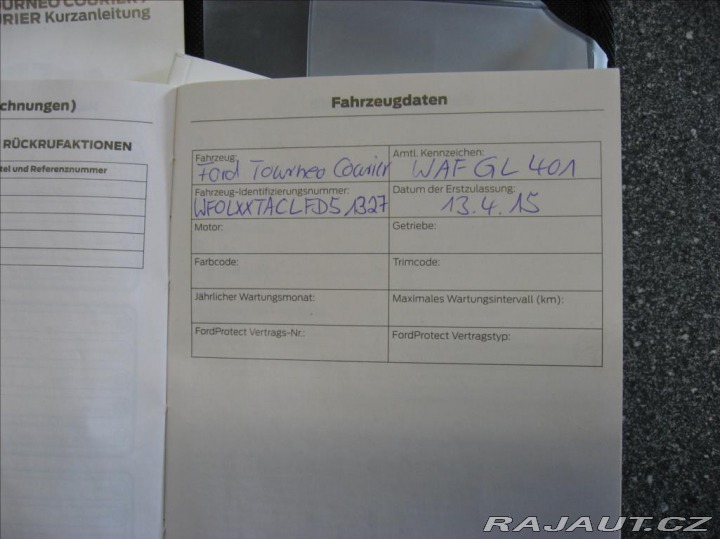 OURNEO COURIER /
RIER Kurzanleitung
chnungen)
RÜCKRUFAKTIONEN
tel und Referenznummer
Fahrzeugdaten
Fahrzeug: Ford Tourneo Courier
Amtl. Kennzeichen: WAF GL 401
Fahrzeug-Identifizierungsnummer: WF0LXXTACLFD51327
Datum der Erstzulassung: 13.4.15
Motor:
Getriebe:
Farbcode:
Trimcode:
Jährlicher Wartungsmonat:
Maximales Wartungsintervall (km):
FordProtect Vertrags-Nr.:
FordProtect Vertragstyp:
RAJAUT.CZ